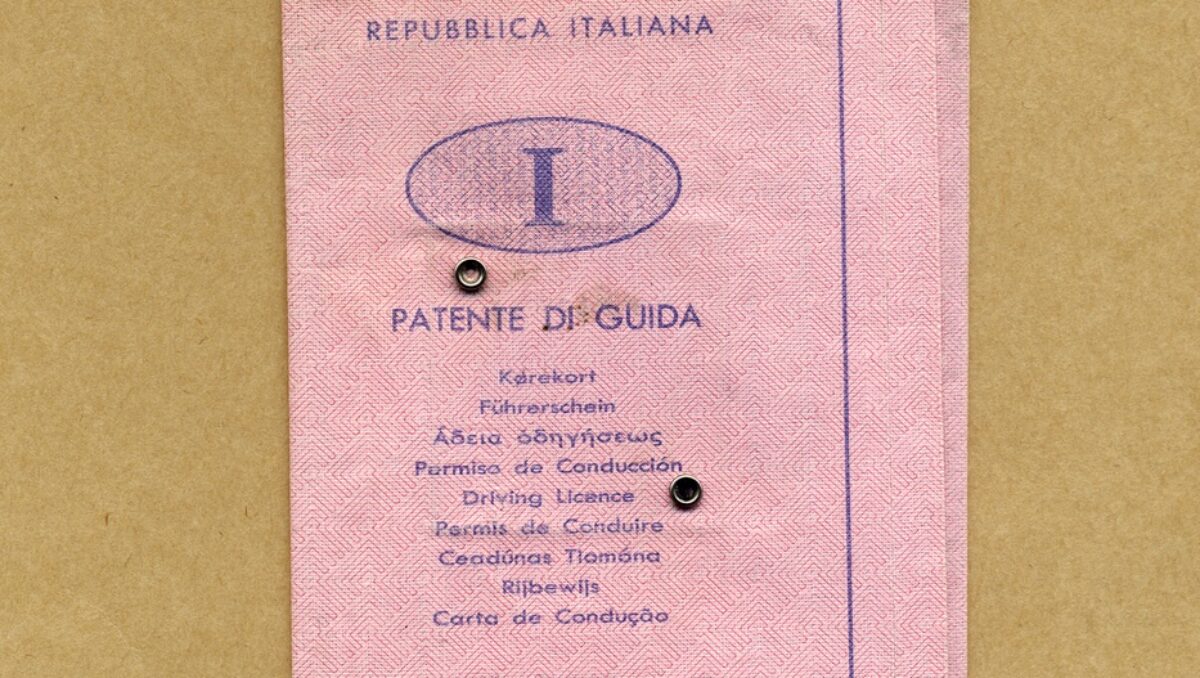 REPUBBLICA ITALIANA
I
PATENTE DI GUIDA
Kørekort
Führerschein
Άδεια όδηγήσεως
Permiso de Conducción
Driving Licence
Permis de Conduire
Ceadúnas Tiomána
Rijbewijs
Carta de Condução